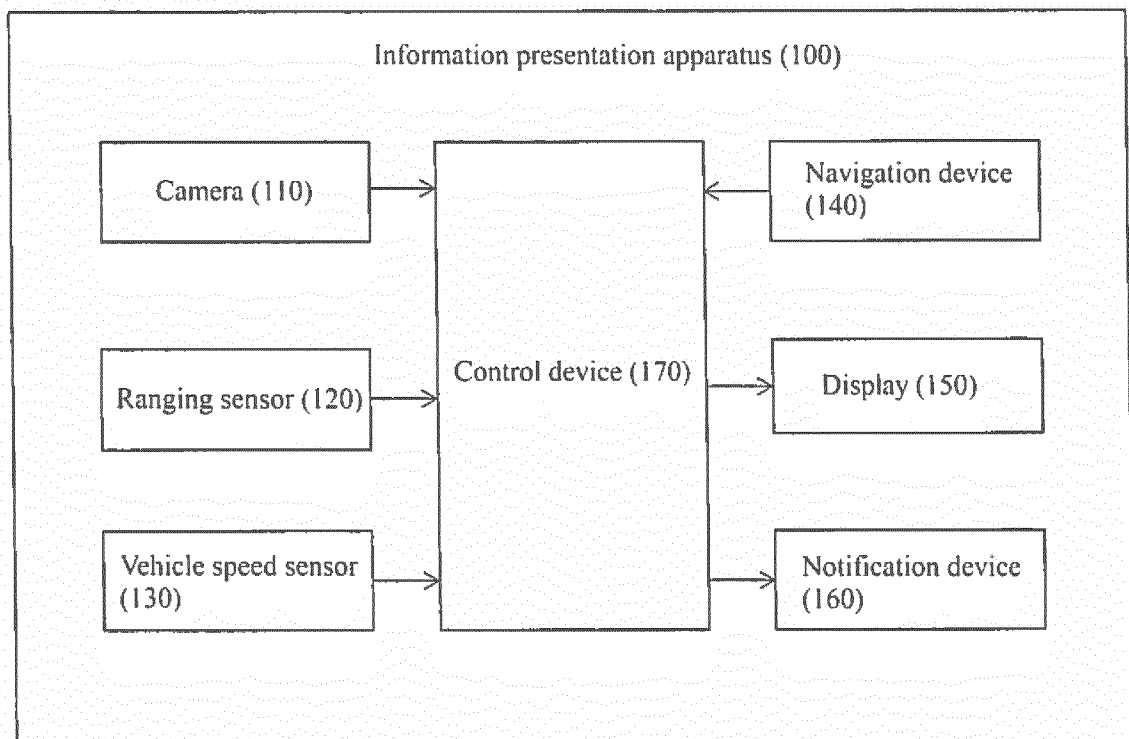 Information presentation apparatus (100)
Camera (110)
Navigation device
(140)
Ranging sensor (120)
Control device (170)
Display (150)
Vehicle speed sensor
(130)
Notification device
(160)